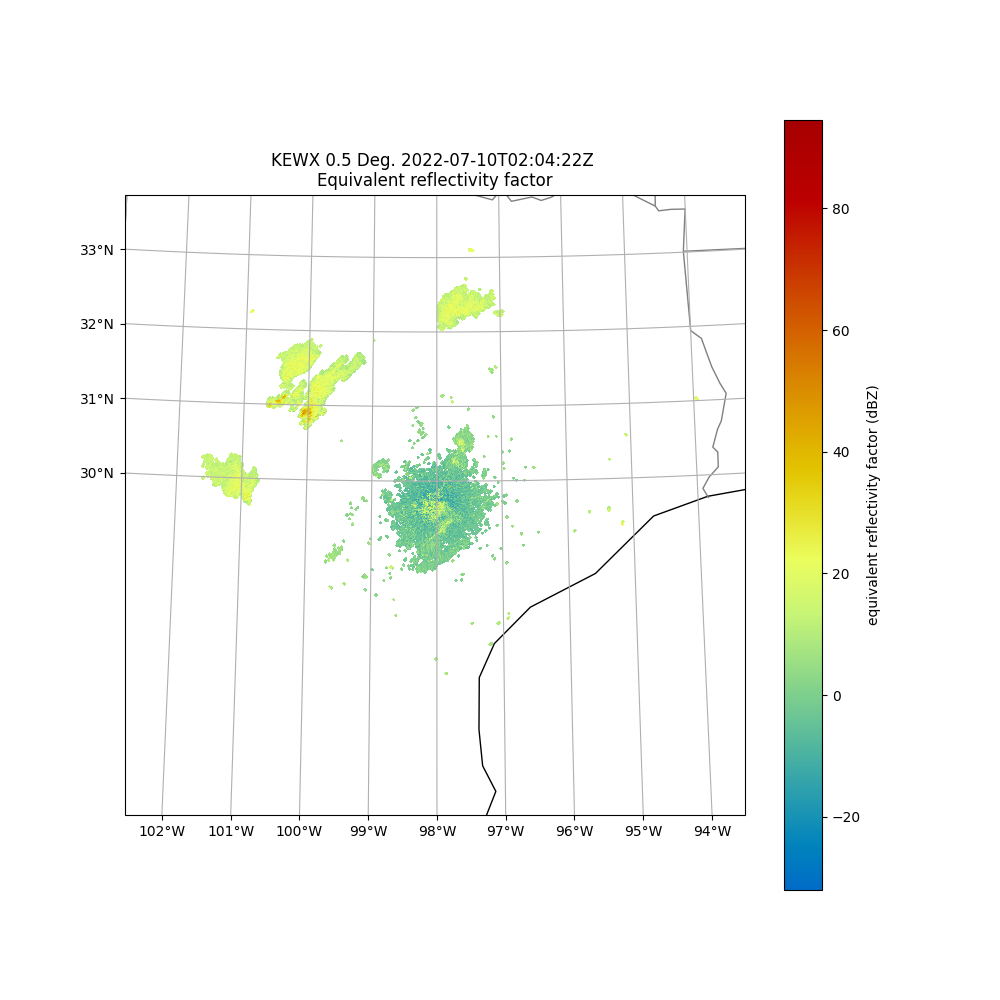 KEWX 0.5 Deg. 2022-07-10T02:04:22Z
Equivalent reflectivity factor
33°N
32°N
31°N
30°N
102°W 101°W 100°W 99°W 98°W 97°W 96°W 95°W 94°W
80
60
40
20
0
−20
equivalent reflectivity factor (dBZ)